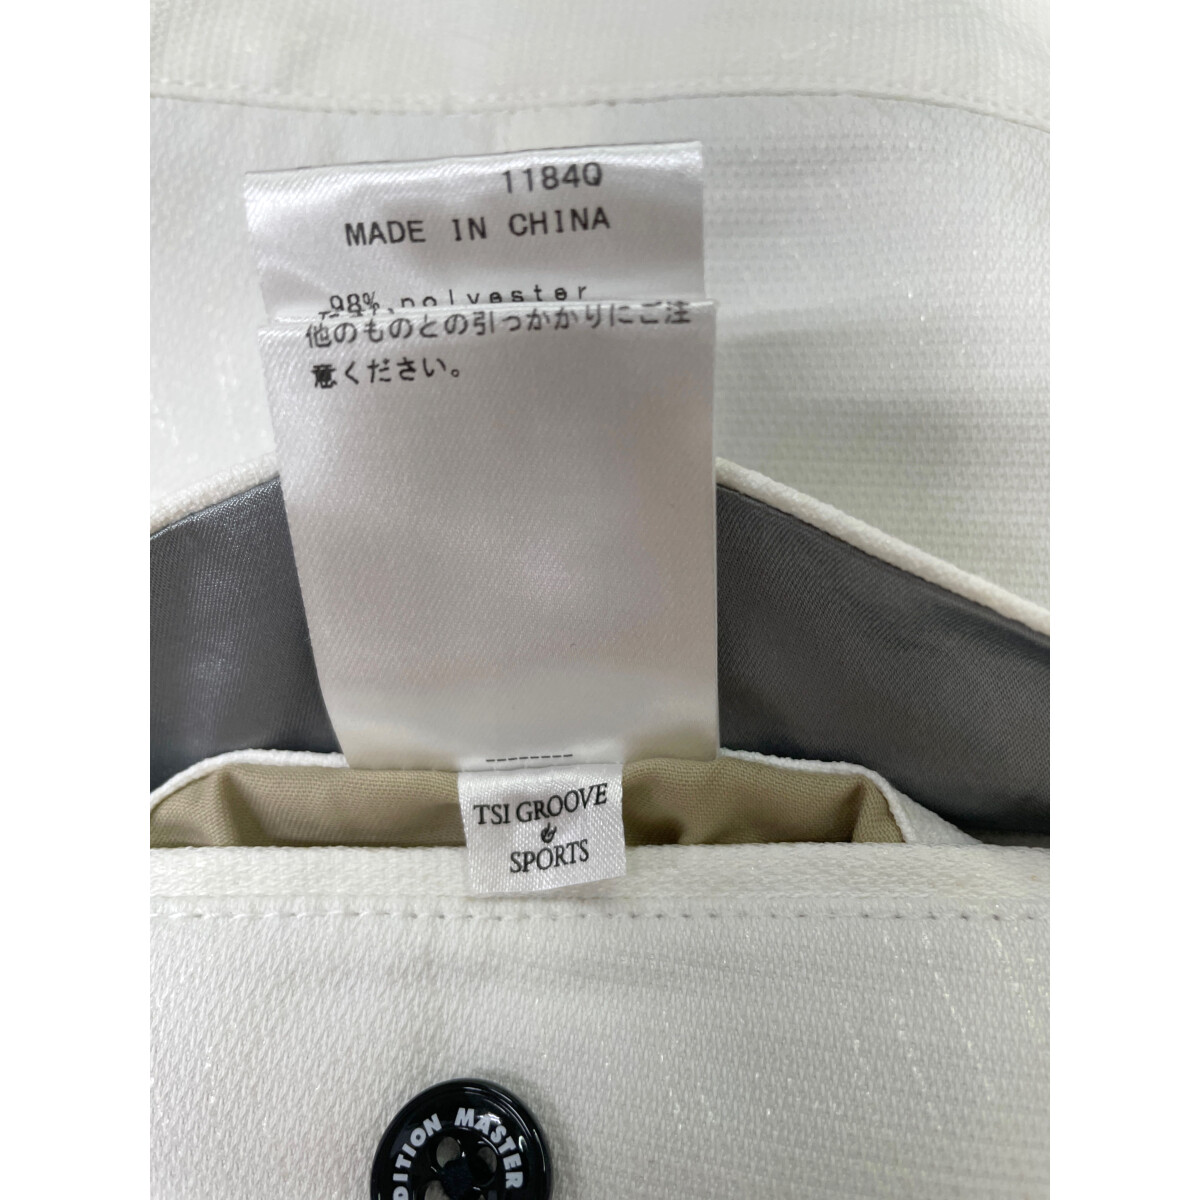 1184Q
MADE IN CHINA
98% polyester
他のものとの引っかかりにご注
意ください。
TSI GROOVE
&
SPORTS
DITION MASTER